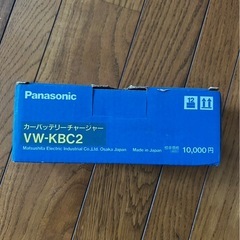 Panasonic
カーバッテリーチャージャー
VW-KBC2
Matsushita Electric Industrial Co.,Ltd. Osaka Japan
Made in Japan
12
10,000円